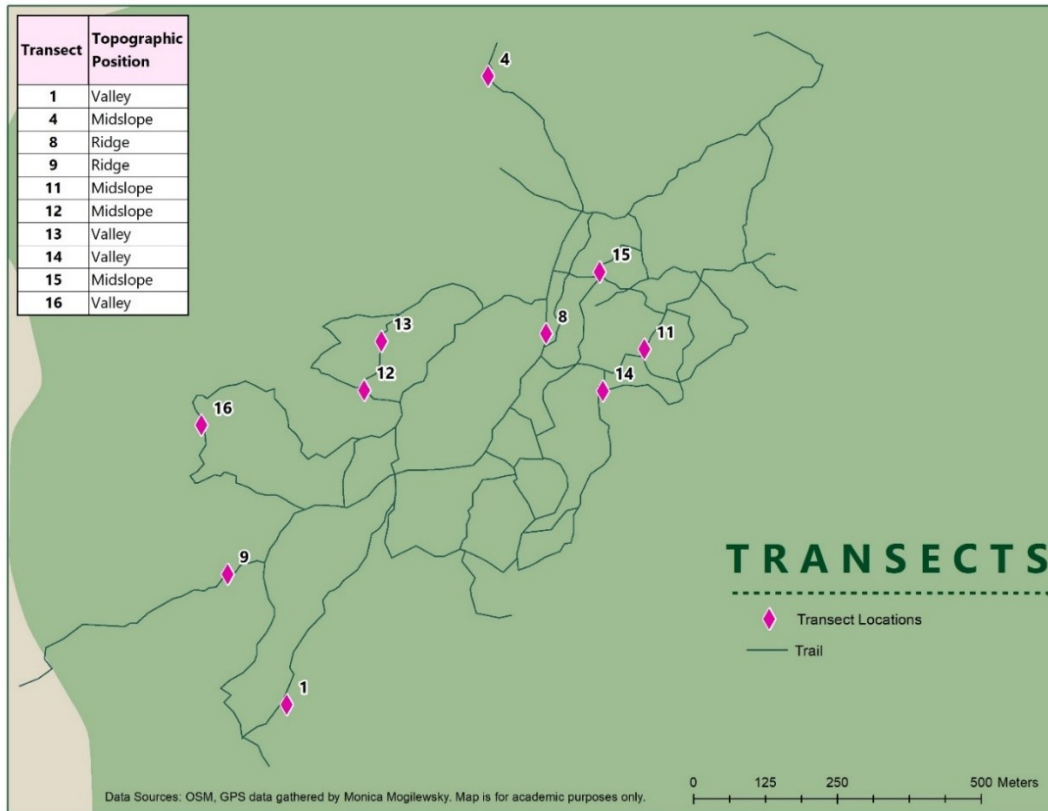 Transect Topographic Position
1 Valley
4 Midslope
8 Ridge
9 Ridge
11 Midslope
12 Midslope
13 Valley
14 Valley
15 Midslope
16 Valley
4
15
8
11
13
12
14
16
9
1
TRANSECTS
Transect Locations
Trail
0 125 250 500 Meters
Data Sources: OSM, GPS data gathered by Monica Mogilewsky. Map is for academic purposes only.